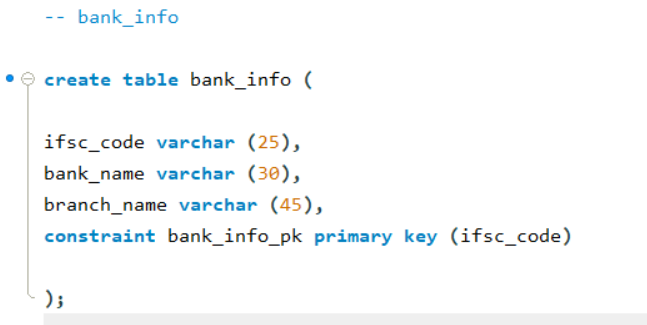 -- bank_info
create table bank_info (
ifsc_code varchar (25),
bank_name varchar (30),
branch_name varchar (45),
constraint bank_info_pk primary key (ifsc_code)
);